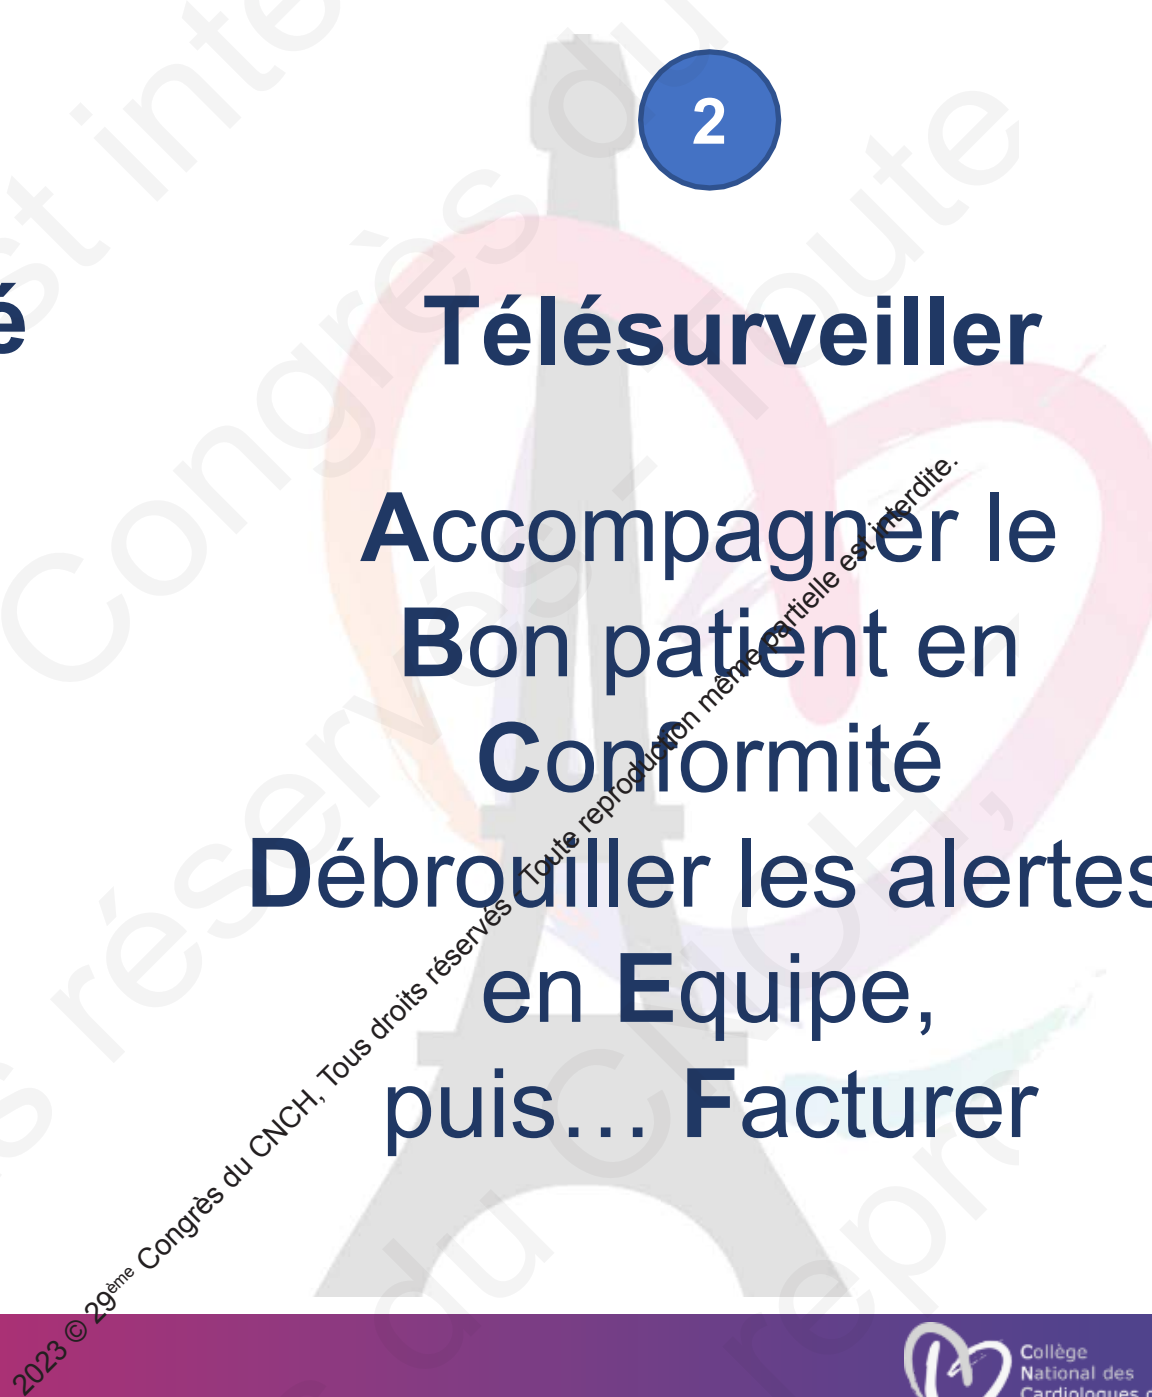 2
é
Télésurveiller
Accompagner le
Bon patient en
Conformité
Débrouiller les alertes
en Equipe,
puis… Facturer
2023 © 29ème Congrès du CNCH, Tous droits réservés - Toute reproduction même partielle est interdite.
Collège
National des
Cardiologues